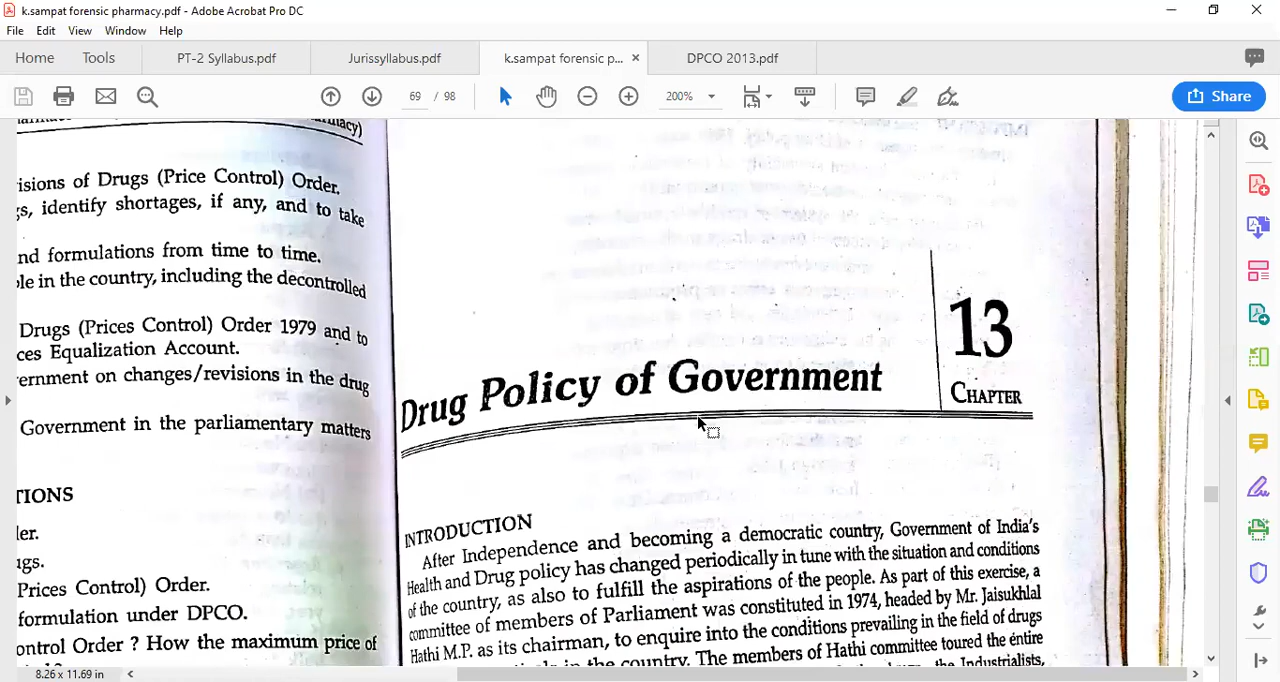 k.sampat forensic pharmacy.pdf - Adobe Acrobat Pro DC
File Edit View Window Help
Home Tools PT-2 Syllabus.pdf Jurissyllabus.pdf k.sampat forensic p... × DPCO 2013.pdf
69 / 98 200% Share
macy)
isions of Drugs (Price Control) Order.
gs, identify shortages, if any, and to take
nd formulations from time to time.
le in the country, including the decontrolled
Drugs (Prices Control) Order 1979 and to
ces Equalization Account.
ernment on changes/revisions in the drug
Government in the parliamentary matters
TIONS
ler.
ıgs.
Prices Control) Order.
formulation under DPCO.
ontrol Order ? How the maximum price of
13
CHAPTER
Drug Policy of Government
INTRODUCTION
After Independence and becoming a democratic country, Government of India's
Health and Drug policy has changed periodically in tune with the situation and conditions
of the country, as also to fulfill the aspirations of the people. As part of this exercise, a
committee of members of Parliament was constituted in 1974, headed by Mr. Jaisukhlal
Hathi M.P. as its chairman, to enquire into the conditions prevailing in the field of drugs
in the country. The members of Hathi committee toured the entire
the Industrialists,
8.26 x 11.69 in